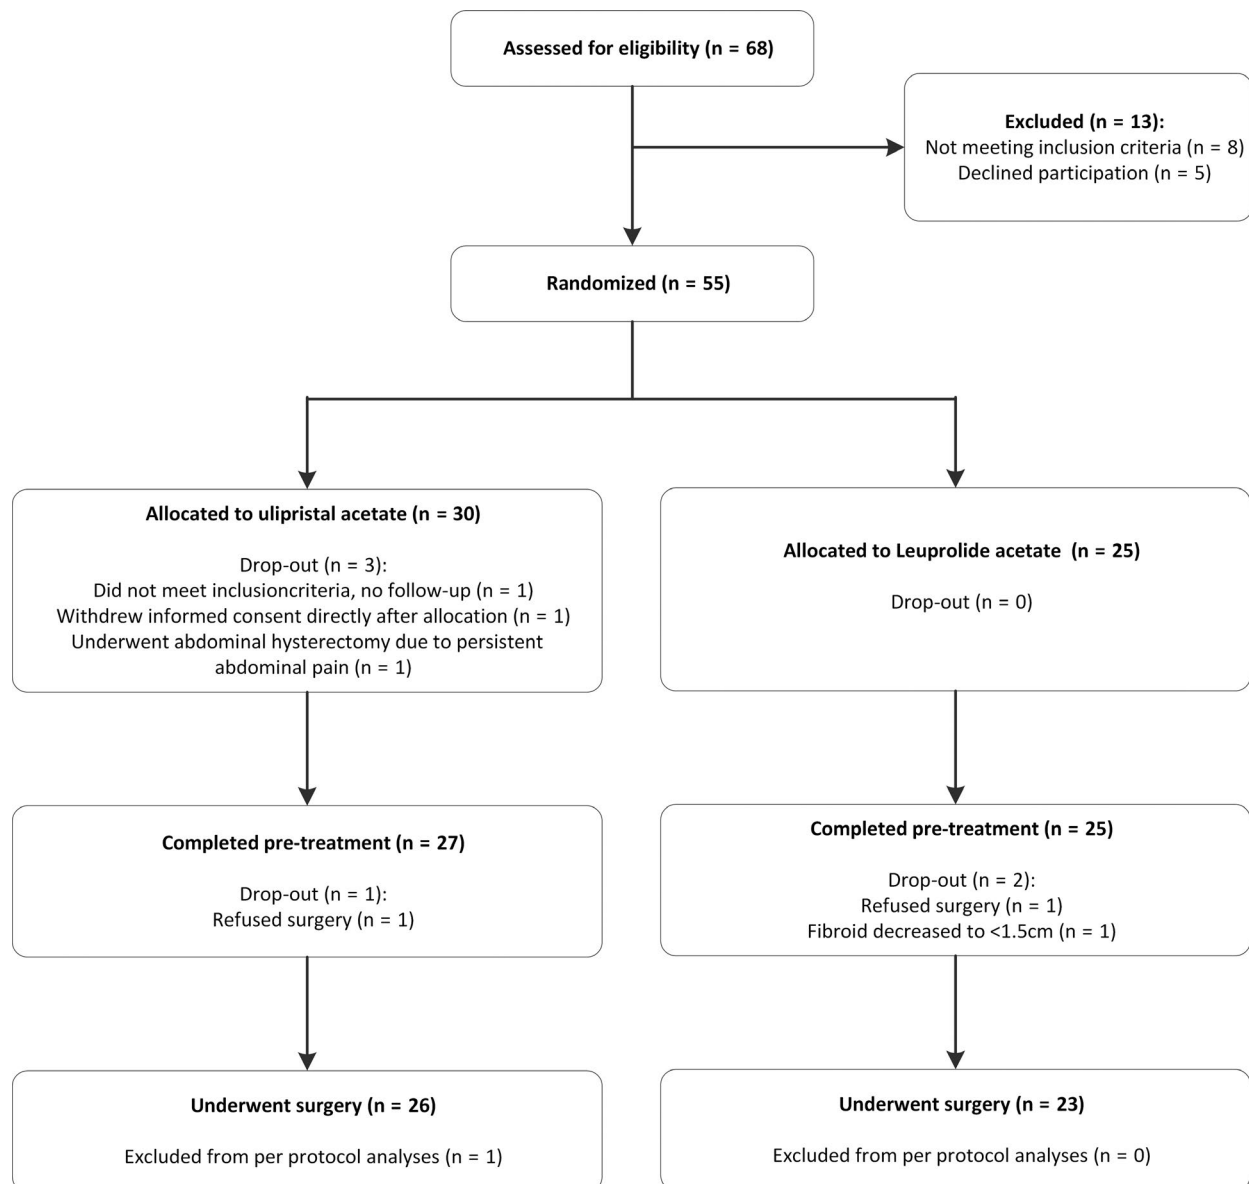 Assessed for eligibility (n = 68)
Excluded (n = 13):
Not meeting inclusion criteria (n = 8)
Declined participation (n = 5)
Randomized (n = 55)
Allocated to ulipristal acetate (n = 30)
Drop-out (n = 3):
Did not meet inclusioncriteria, no follow-up (n = 1)
Withdrew informed consent directly after allocation (n = 1)
Underwent abdominal hysterectomy due to persistent
abdominal pain (n = 1)
Allocated to Leuprolide acetate (n = 25)
Drop-out (n = 0)
Completed pre-treatment (n = 27)
Drop-out (n = 1):
Refused surgery (n = 1)
Completed pre-treatment (n = 25)
Drop-out (n = 2):
Refused surgery (n = 1)
Fibroid decreased to <1.5cm (n = 1)
Underwent surgery (n = 26)
Excluded from per protocol analyses (n = 1)
Underwent surgery (n = 23)
Excluded from per protocol analyses (n = 0)